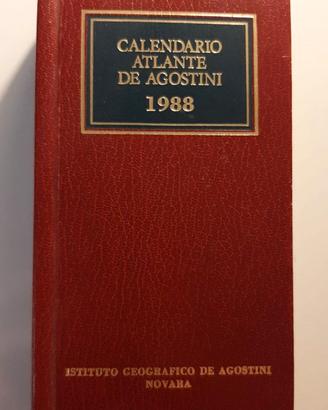 CALENDARIO
ATLANTE
DE AGOSTINI
1988
ISTITUTO GEOGRAFICO DE AGOSTINI
NOVARA